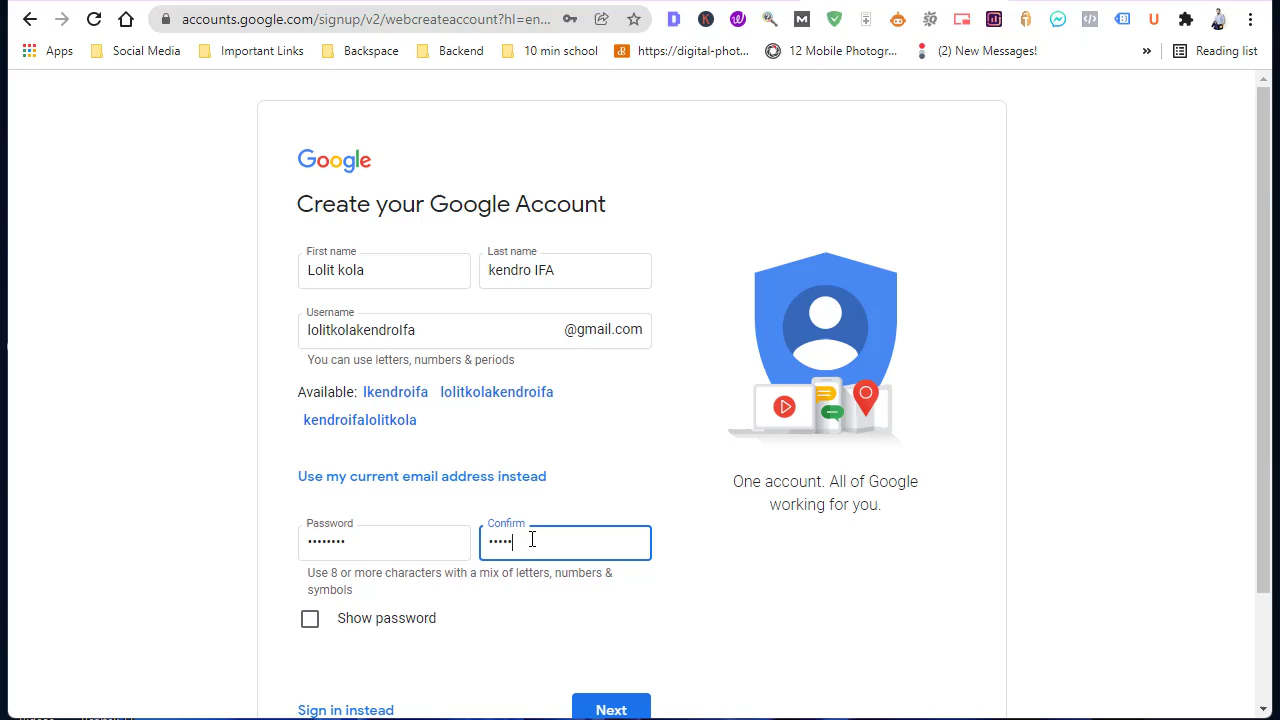 accounts.google.com/signup/v2/webcreateaccount?hl=en...
Apps Social Media Important Links Backspace Backend 10 min school https://digital-phot... 12 Mobile Photogr... (2) New Messages! » Reading list
Google
Create your Google Account
First name Last name
Lolit kola kendro IFA
Username
lolitkolakendroIfa @gmail.com
You can use letters, numbers & periods
Available: lkendroifa lolitkolakendroifa
kendroifalolitkola
Use my current email address instead
Password Confirm
•••••••• •••••
Use 8 or more characters with a mix of letters, numbers &
symbols
Show password
Sign in instead Next
One account. All of Google
working for you.